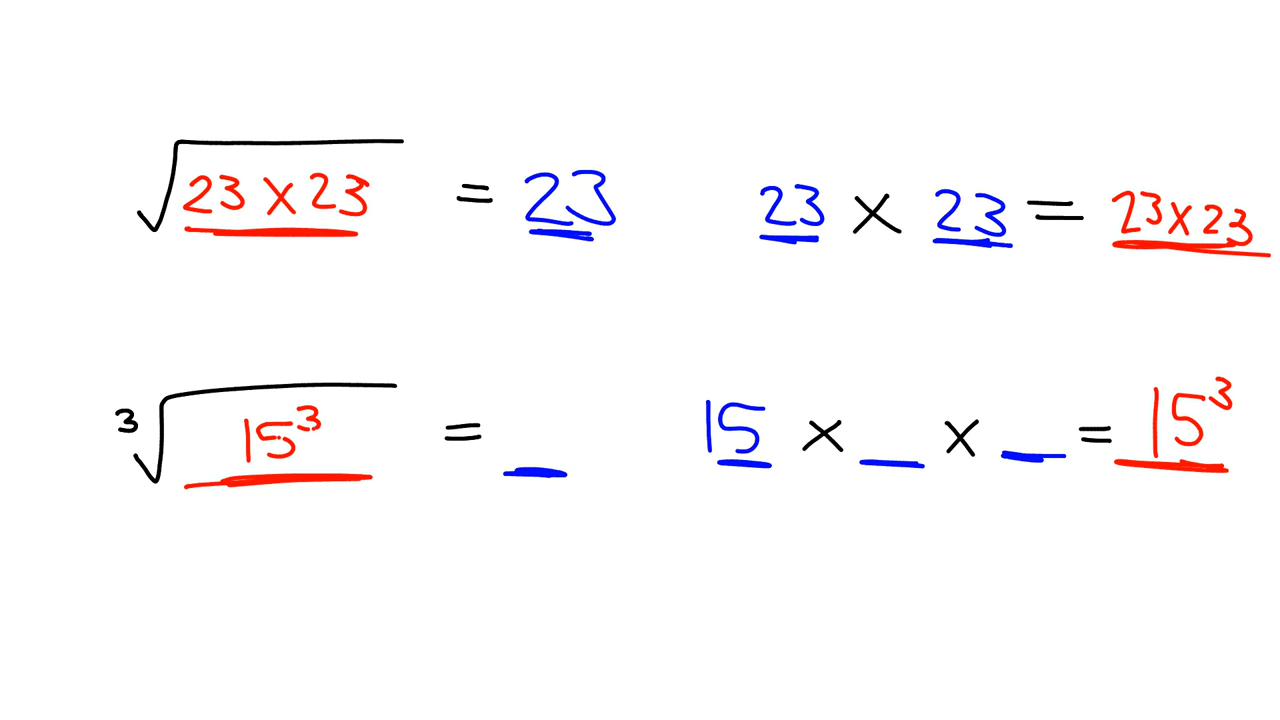 √23 × 23 = 23 23 × 23 = 23 × 23
³√15³ = _ 15 × _ × _ = 15³